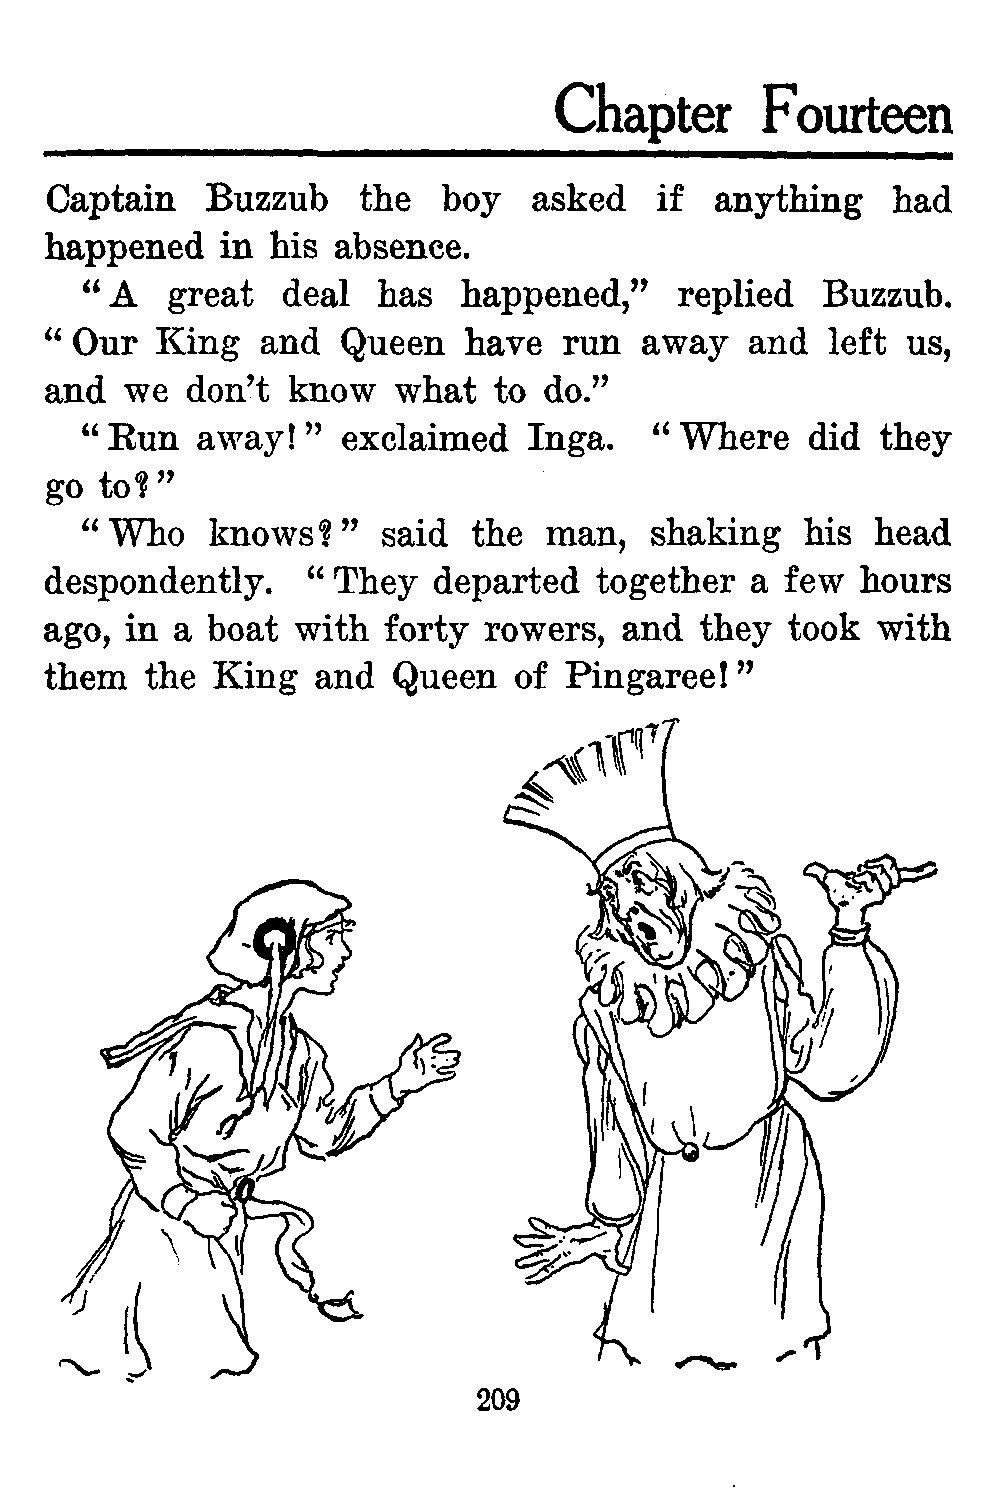 Chapter Fourteen
Captain Buzzub the boy asked if anything had
happened in his absence.
“A great deal has happened,” replied Buzzub.
“Our King and Queen have run away and left us,
and we don’t know what to do.”
“Run away!” exclaimed Inga. “Where did they
go to?”
“Who knows?” said the man, shaking his head
despondently. “They departed together a few hours
ago, in a boat with forty rowers, and they took with
them the King and Queen of Pingaree!”
209